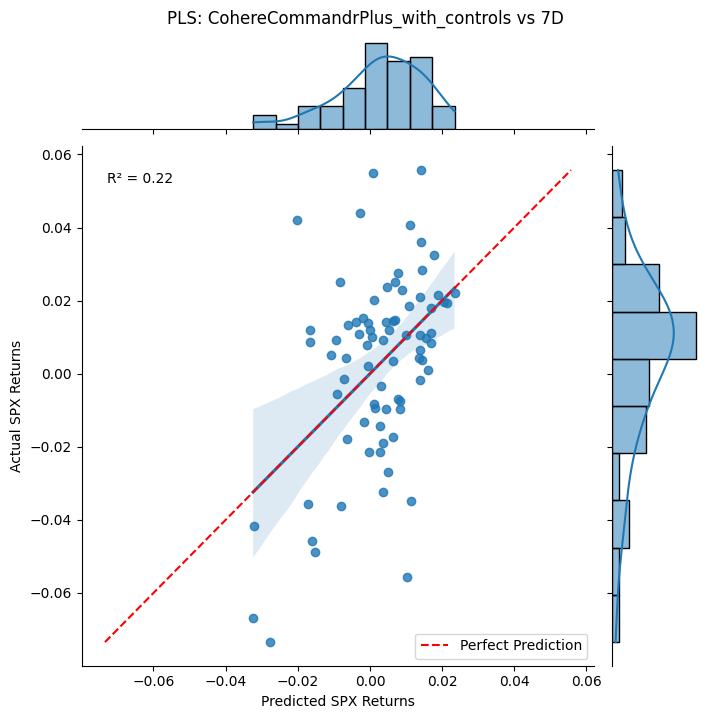 PLS: CohereCommandrPlus_with_controls vs 7D
R² = 0.22
0.06
0.04
0.02
0.00
−0.02
−0.04
−0.06
Actual SPX Returns
Perfect Prediction
−0.06 −0.04 −0.02 0.00 0.02 0.04 0.06
Predicted SPX Returns